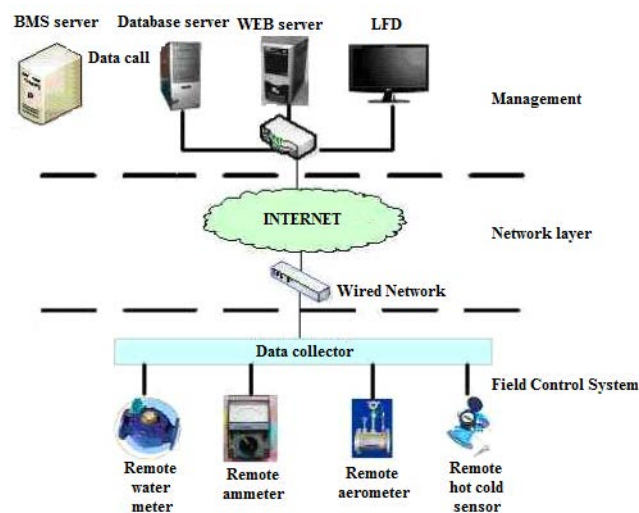 BMS server
Database server
WEB server
LFD
Data call
Management
INTERNET
Network layer
Wired Network
Data collector
Field Control System
Remote
water
meter
Remote
ammeter
Remote
aerometer
Remote
hot cold
sensor